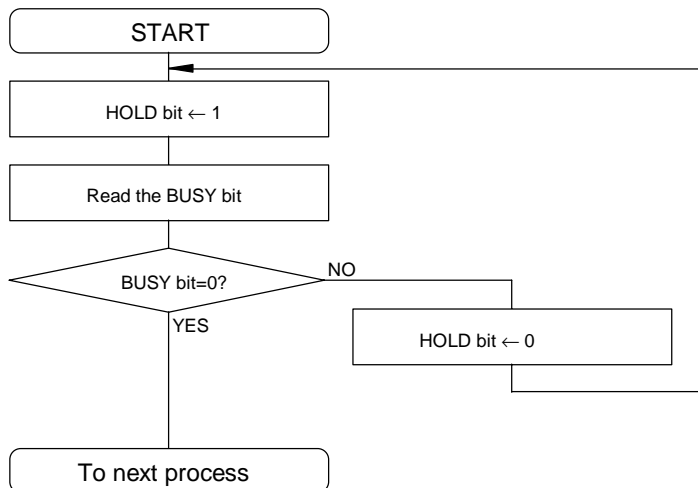 START
HOLD bit ← 1
Read the BUSY bit
BUSY bit=0?
NO
YES
HOLD bit ← 0
To next process